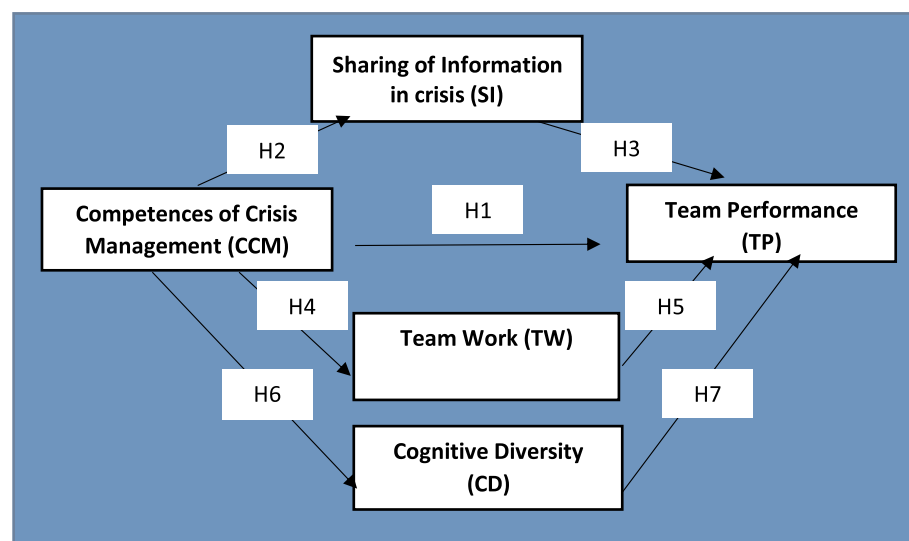 Sharing of Information
in crisis (SI)
H2
H3
Competences of Crisis
Management (CCM)
H1
Team Performance
(TP)
H4
H5
Team Work (TW)
H6
H7
Cognitive Diversity
(CD)